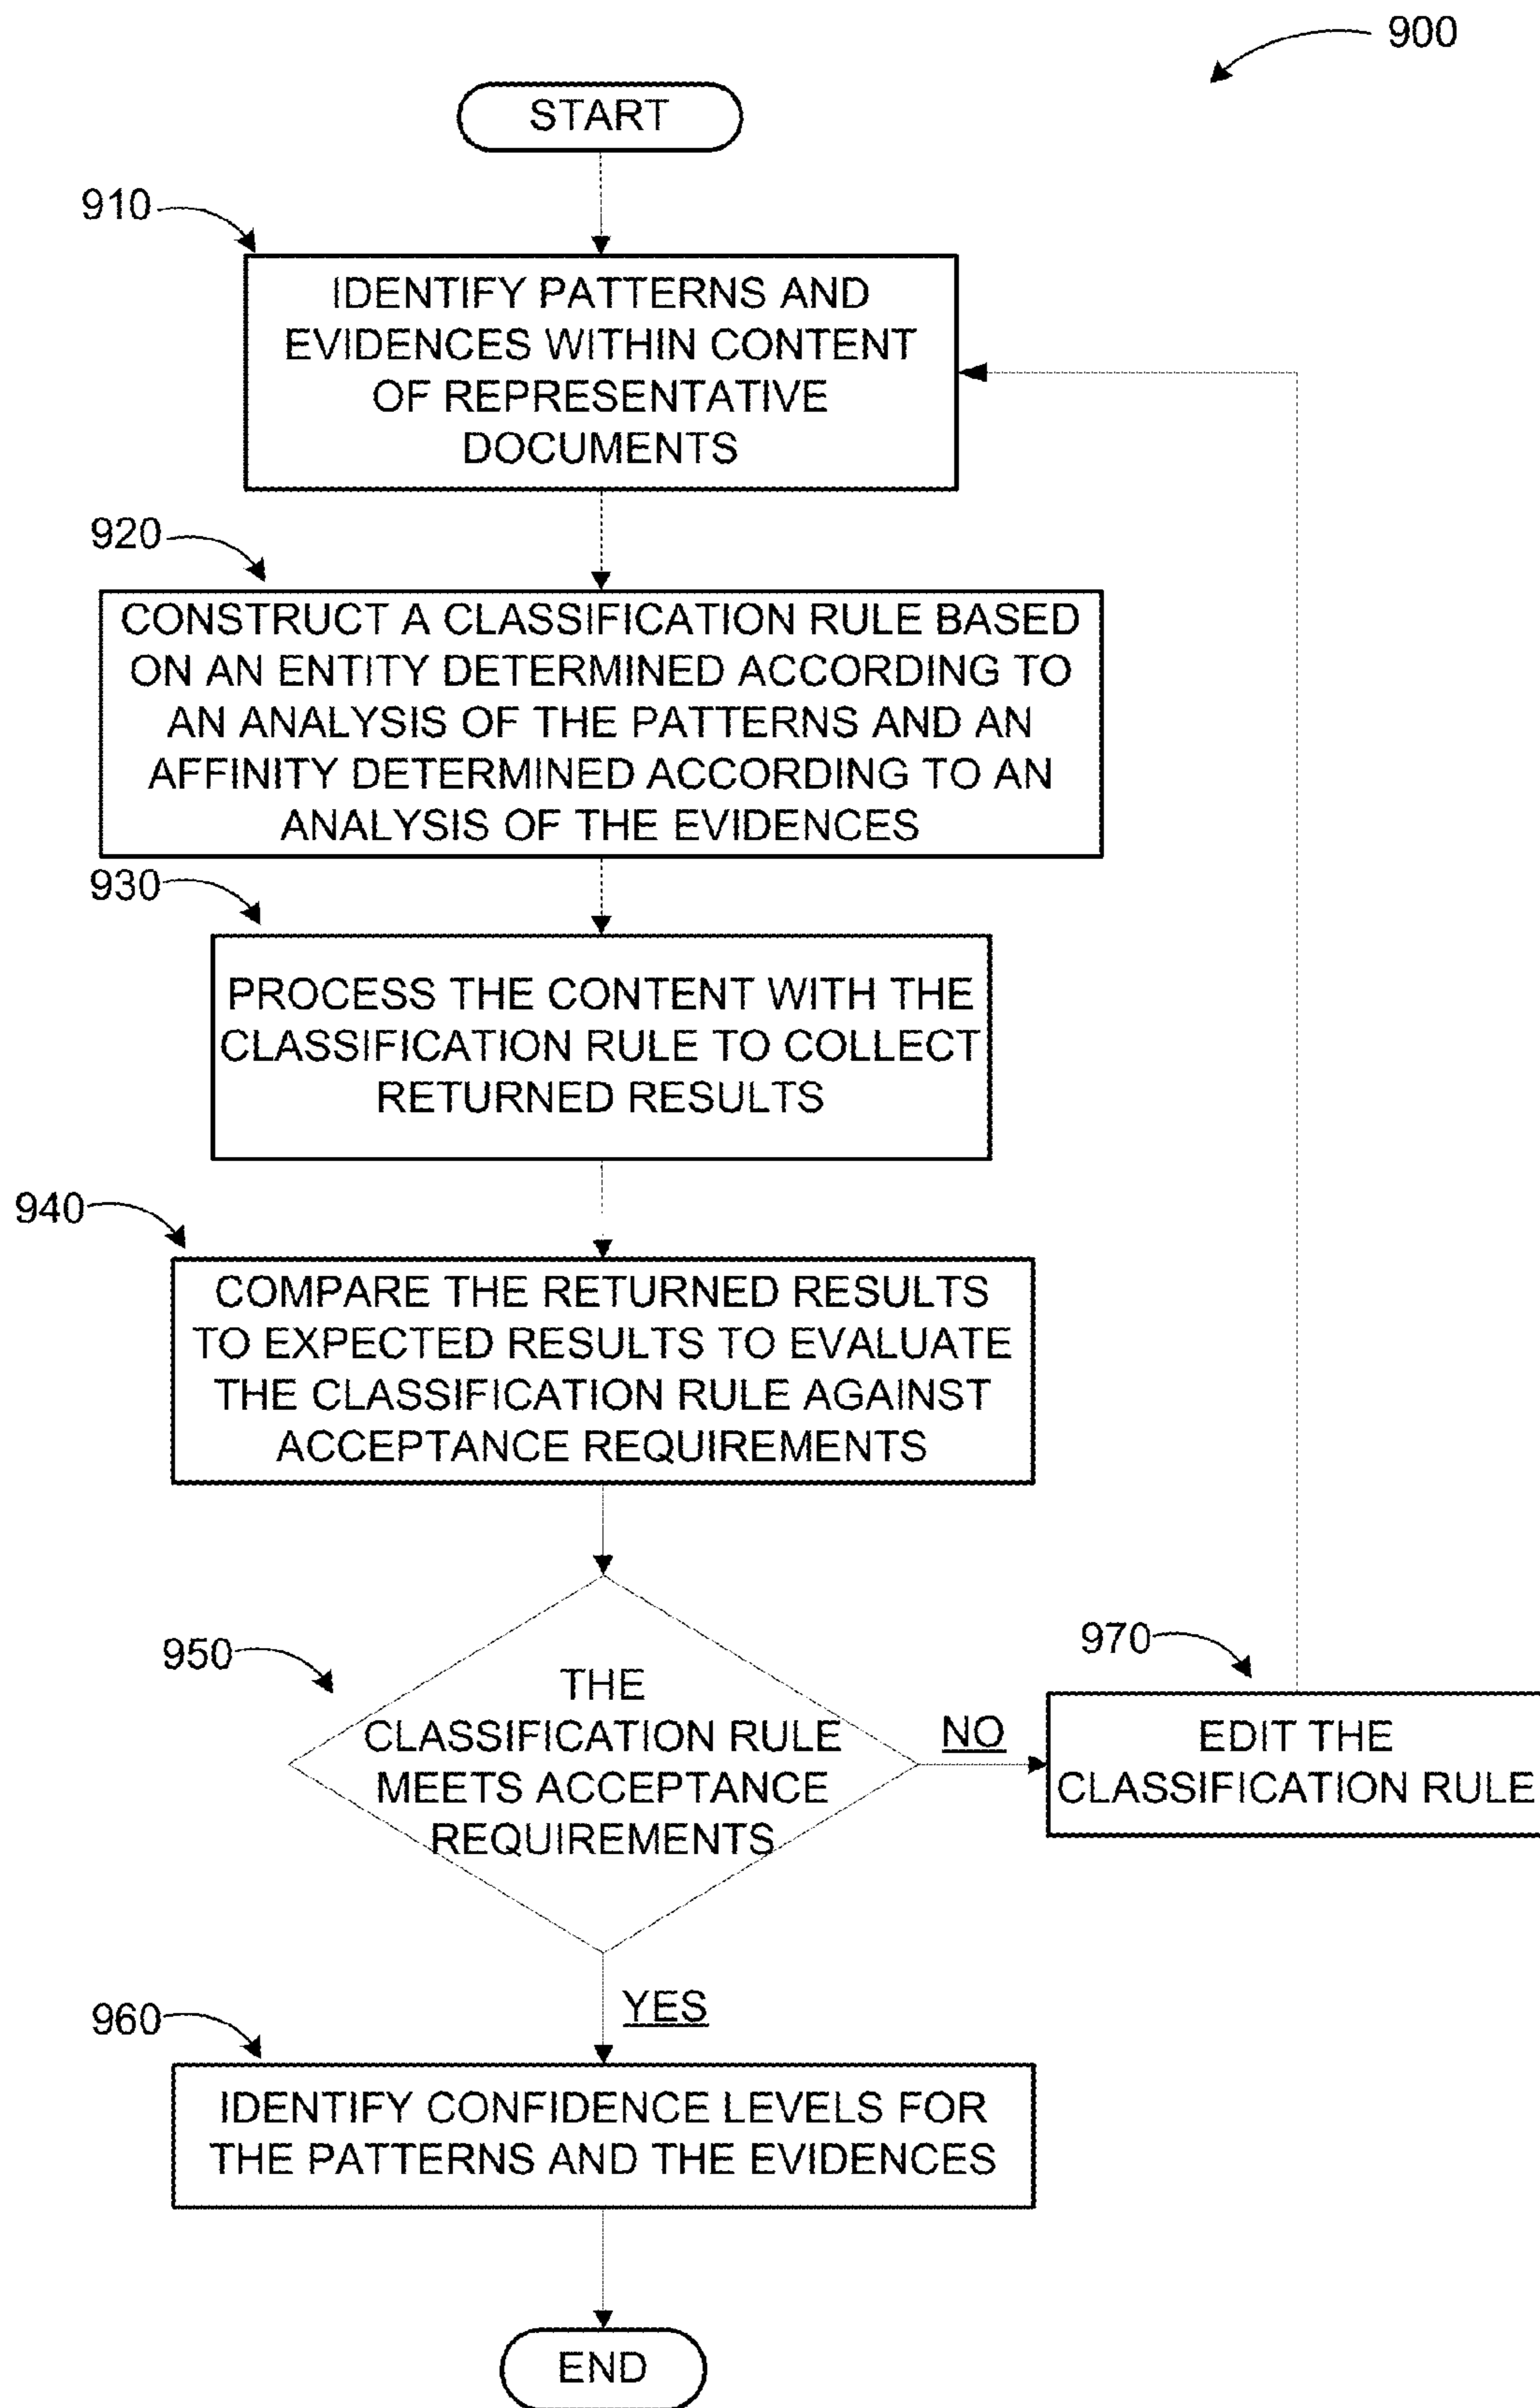 900
START
910
IDENTIFY PATTERNS AND
EVIDENCES WITHIN CONTENT
OF REPRESENTATIVE
DOCUMENTS
920
CONSTRUCT A CLASSIFICATION RULE BASED
ON AN ENTITY DETERMINED ACCORDING TO
AN ANALYSIS OF THE PATTERNS AND AN
AFFINITY DETERMINED ACCORDING TO AN
ANALYSIS OF THE EVIDENCES
930
PROCESS THE CONTENT WITH THE
CLASSIFICATION RULE TO COLLECT
RETURNED RESULTS
940
COMPARE THE RETURNED RESULTS
TO EXPECTED RESULTS TO EVALUATE
THE CLASSIFICATION RULE AGAINST
ACCEPTANCE REQUIREMENTS
950
THE
CLASSIFICATION RULE
MEETS ACCEPTANCE
REQUIREMENTS
NO
970
EDIT THE
CLASSIFICATION RULE
YES
960
IDENTIFY CONFIDENCE LEVELS FOR
THE PATTERNS AND THE EVIDENCES
END